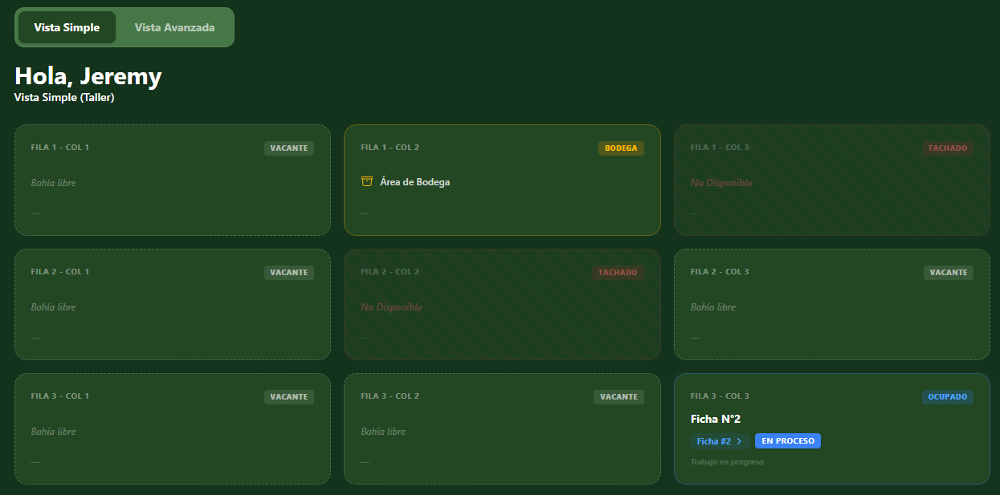 Vista Simple Vista Avanzada
Hola, Jeremy
Vista Simple (Taller)
FILA 1 - COL 1 VACANTE
Bahía libre
—
FILA 1 - COL 2 BODEGA
Área de Bodega
—
FILA 1 - COL 3 TACHADO
No Disponible
—
FILA 2 - COL 1 VACANTE
Bahía libre
—
FILA 2 - COL 2 TACHADO
No Disponible
—
FILA 2 - COL 3 VACANTE
Bahía libre
—
FILA 3 - COL 1 VACANTE
Bahía libre
—
FILA 3 - COL 2 VACANTE
Bahía libre
—
FILA 3 - COL 3 OCUPADO
Ficha N°2
Ficha #2 > EN PROCESO
Trabajo en progreso